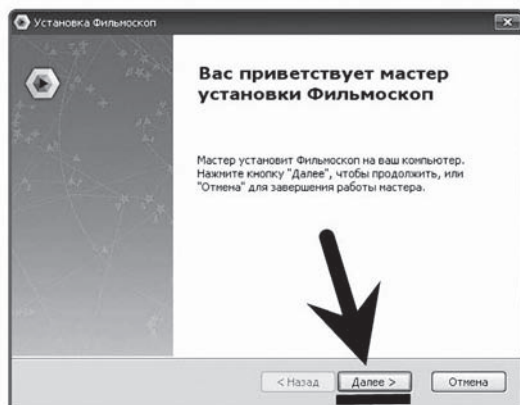 Установка Фильмоскоп
Вас приветствует мастер
установки Фильмоскоп
Мастер установит Фильмоскоп на ваш компьютер.
Нажмите кнопку "Далее", чтобы продолжить, или
"Отмена" для завершения работы мастера.
< Назад
Далее >
Отмена